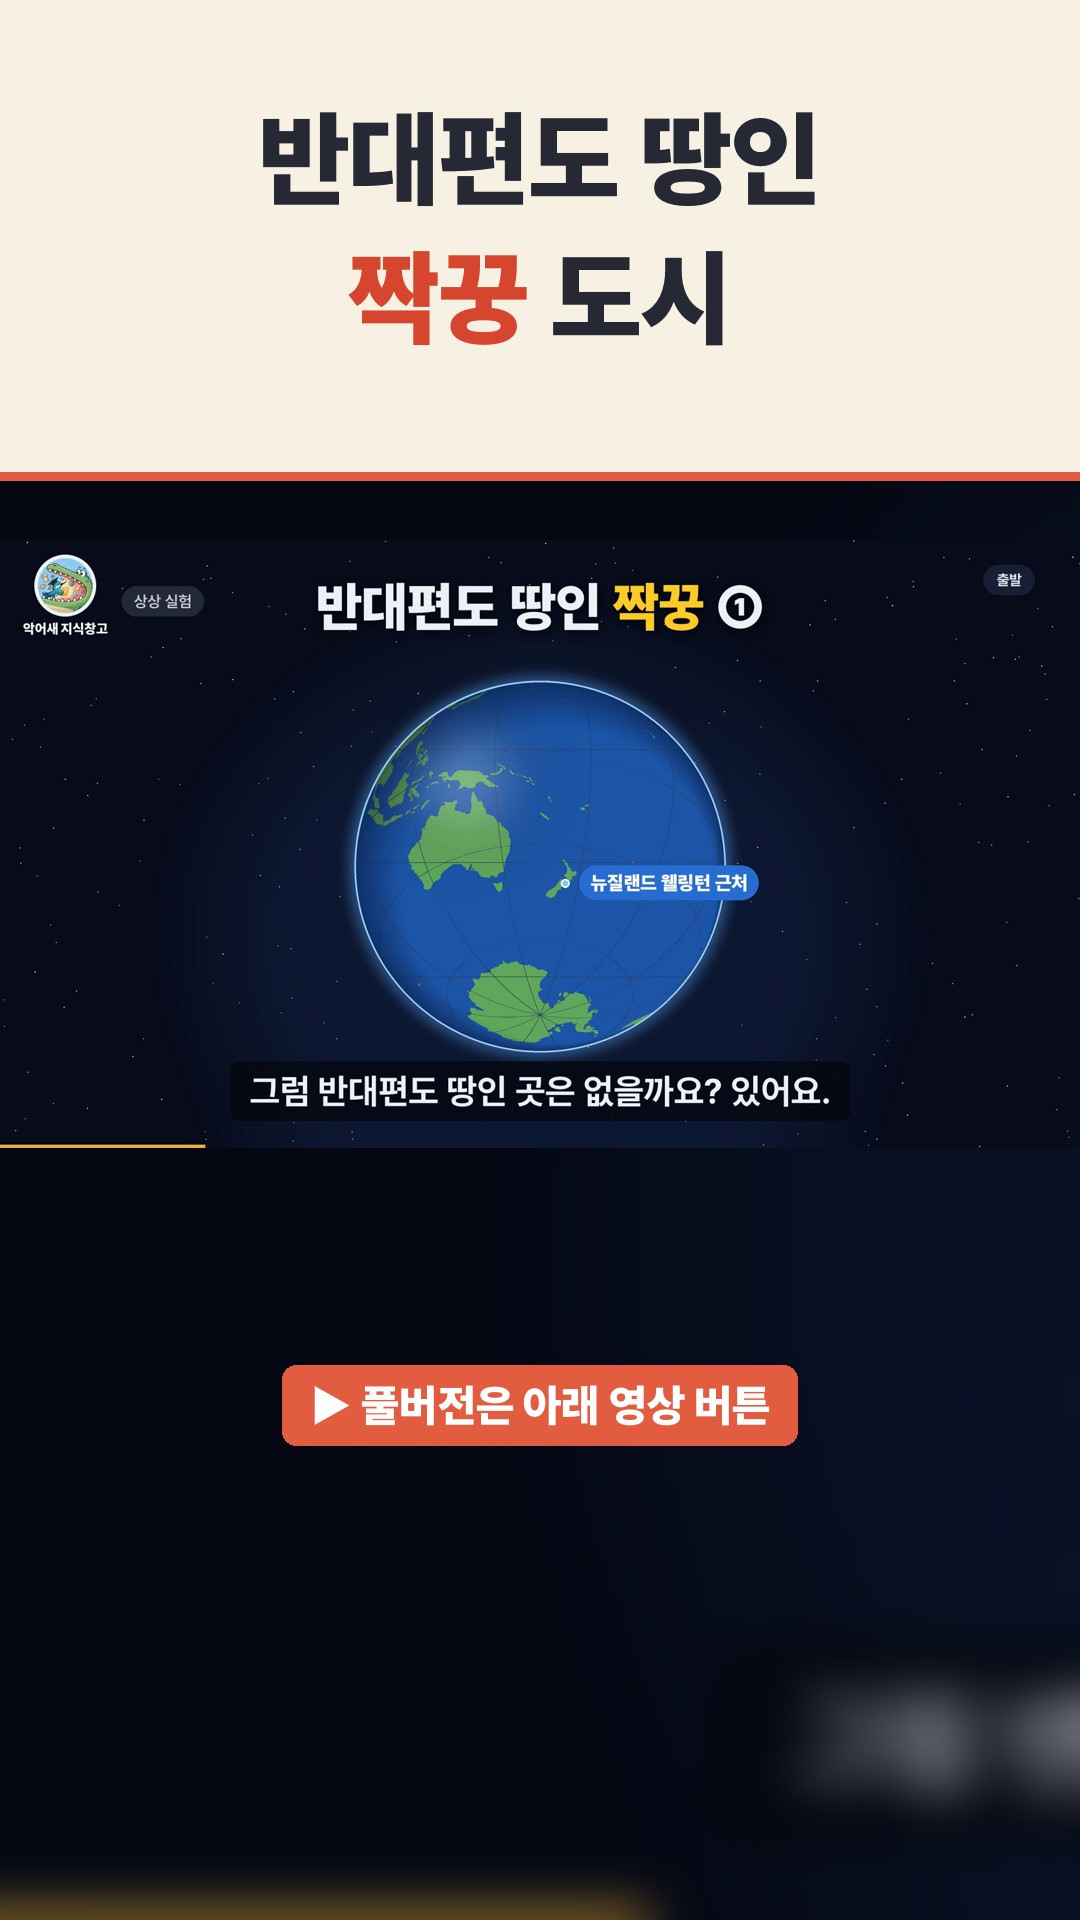 반대편도 땅인
짝꿍 도시
악어새 지식창고
상상 실험
반대편도 땅인 짝꿍 ①
출발
뉴질랜드 웰링턴 근처
그럼 반대편도 땅인 곳은 없을까요? 있어요.
▶ 풀버전은 아래 영상 버튼